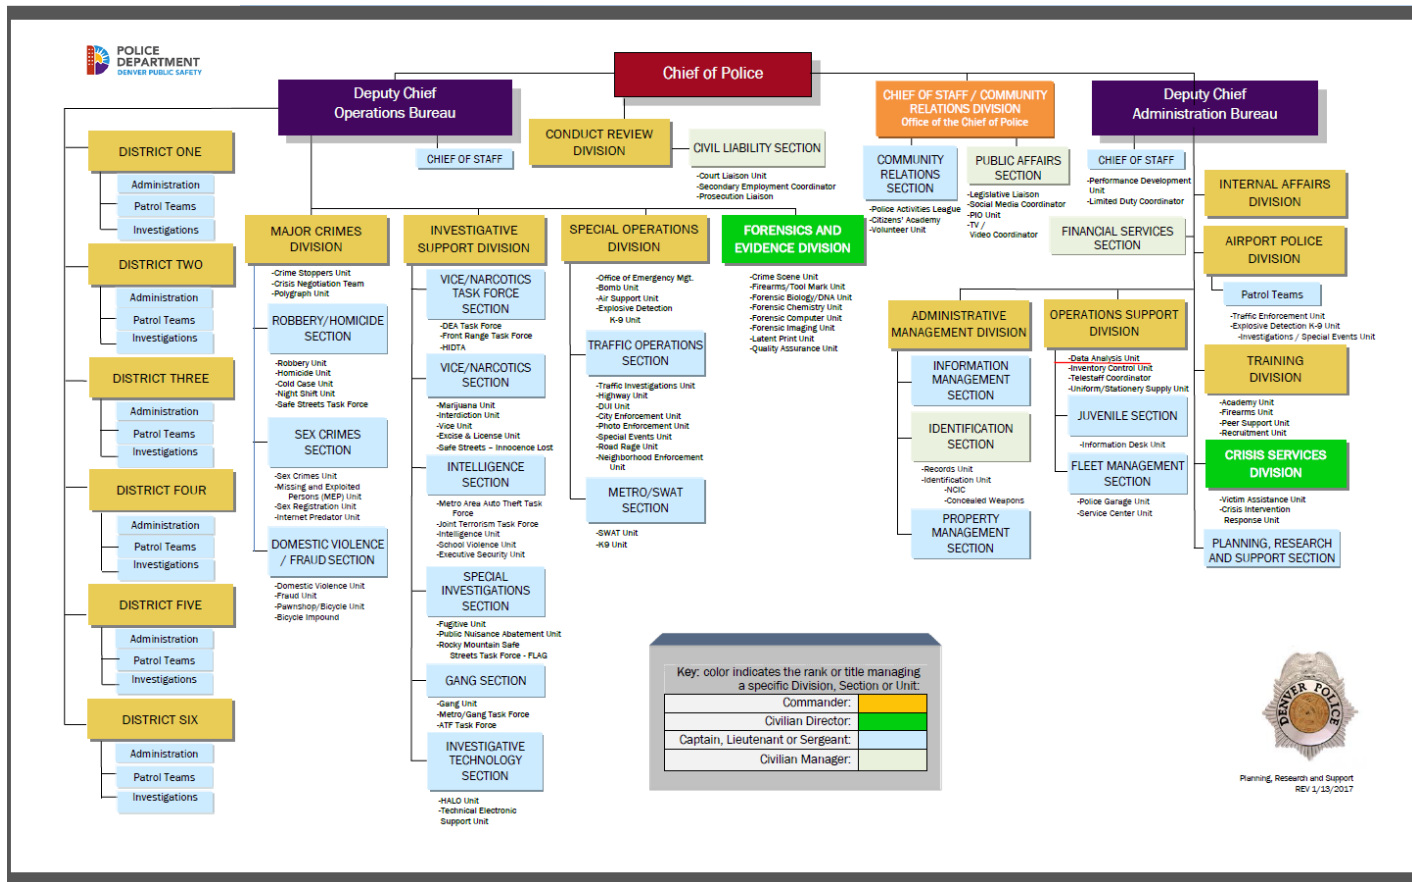 POLICE
DEPARTMENT
DENVER PUBLIC SAFETY
Chief of Police
Deputy Chief
Operations Bureau
CHIEF OF STAFF
CONDUCT REVIEW
DIVISION
CIVIL LIABILITY SECTION
-Court Liaison Unit
-Secondary Employment Coordinator
-Prosecution Liaison
CHIEF OF STAFF / COMMUNITY
RELATIONS DIVISION
Office of the Chief of Police
COMMUNITY
RELATIONS
SECTION
-Police Activities League
-Citizens' Academy
-Volunteer Unit
PUBLIC AFFAIRS
SECTION
-Legislative Liaison
-Social Media Coordinator
-PIO Unit
-TV /
Video Coordinator
Deputy Chief
Administration Bureau
CHIEF OF STAFF
-Performance Development
Unit
-Limited Duty Coordinator
FINANCIAL SERVICES
SECTION
DISTRICT ONE
Administration
Patrol Teams
Investigations
DISTRICT TWO
Administration
Patrol Teams
Investigations
DISTRICT THREE
Administration
Patrol Teams
Investigations
DISTRICT FOUR
Administration
Patrol Teams
Investigations
DISTRICT FIVE
Administration
Patrol Teams
Investigations
DISTRICT SIX
Administration
Patrol Teams
Investigations
MAJOR CRIMES
DIVISION
-Crime Stoppers Unit
-Crisis Negotiation Team
-Polygraph Unit
ROBBERY/HOMICIDE
SECTION
-Robbery Unit
-Homicide Unit
-Cold Case Unit
-Night Shift Unit
-Safe Streets Task Force
SEX CRIMES
SECTION
-Sex Crimes Unit
-Missing and Exploited
Persons (MEP) Unit
-Sex Registration Unit
-Internet Predator Unit
DOMESTIC VIOLENCE
/ FRAUD SECTION
-Domestic Violence Unit
-Fraud Unit
-Pawnshop/Bicycle Unit
-Bicycle Impound
INVESTIGATIVE
SUPPORT DIVISION
VICE/NARCOTICS
TASK FORCE
SECTION
-DEA Task Force
-Front Range Task Force
-HIDTA
VICE/NARCOTICS
SECTION
-Marijuana Unit
-Interdiction Unit
-Vice Unit
-Excise & License Unit
-Safe Streets – Innocence Lost
INTELLIGENCE
SECTION
-Metro Area Auto Theft Task
Force
-Joint Terrorism Task Force
-Intelligence Unit
-School Violence Unit
-Executive Security Unit
SPECIAL
INVESTIGATIONS
SECTION
-Fugitive Unit
-Public Nuisance Abatement Unit
-Rocky Mountain Safe
Streets Task Force - FLAG
GANG SECTION
-Gang Unit
-Metro/Gang Task Force
-ATF Task Force
INVESTIGATIVE
TECHNOLOGY
SECTION
-HALO Unit
-Technical Electronic
Support Unit
SPECIAL OPERATIONS
DIVISION
-Office of Emergency Mgt.
-Bomb Unit
-Air Support Unit
-Explosive Detection
K-9 Unit
TRAFFIC OPERATIONS
SECTION
-Traffic Investigations Unit
-Highway Unit
-DUI Unit
-City Enforcement Unit
-Photo Enforcement Unit
-Special Events Unit
-Road Rage Unit
-Neighborhood Enforcement
Unit
METRO/SWAT
SECTION
-SWAT Unit
-K9 Unit
FORENSICS AND
EVIDENCE DIVISION
-Crime Scene Unit
-Firearms/Tool Mark Unit
-Forensic Biology/DNA Unit
-Forensic Chemistry Unit
-Forensic Computer Unit
-Forensic Imaging Unit
-Latent Print Unit
-Quality Assurance Unit
ADMINISTRATIVE
MANAGEMENT DIVISION
INFORMATION
MANAGEMENT
SECTION
IDENTIFICATION
SECTION
-Records Unit
-Identification Unit
-NCIC
-Concealed Weapons
PROPERTY
MANAGEMENT
SECTION
OPERATIONS SUPPORT
DIVISION
-Data Analysis Unit
-Inventory Control Unit
-Telestaff Coordinator
-Uniform/Stationery Supply Unit
JUVENILE SECTION
-Information Desk Unit
FLEET MANAGEMENT
SECTION
-Police Garage Unit
-Service Center Unit
INTERNAL AFFAIRS
DIVISION
AIRPORT POLICE
DIVISION
Patrol Teams
-Traffic Enforcement Unit
-Explosive Detection K-9 Unit
-Investigations / Special Events Unit
TRAINING
DIVISION
-Academy Unit
-Firearms Unit
-Peer Support Unit
-Recruitment Unit
CRISIS SERVICES
DIVISION
-Victim Assistance Unit
-Crisis Intervention
Response Unit
PLANNING, RESEARCH
AND SUPPORT SECTION
Key: color indicates the rank or title managing
a specific Division, Section or Unit:
Commander:
Civilian Director:
Captain, Lieutenant or Sergeant:
Civilian Manager:
DENVER POLICE
Planning, Research and Support
REV 1/13/2017